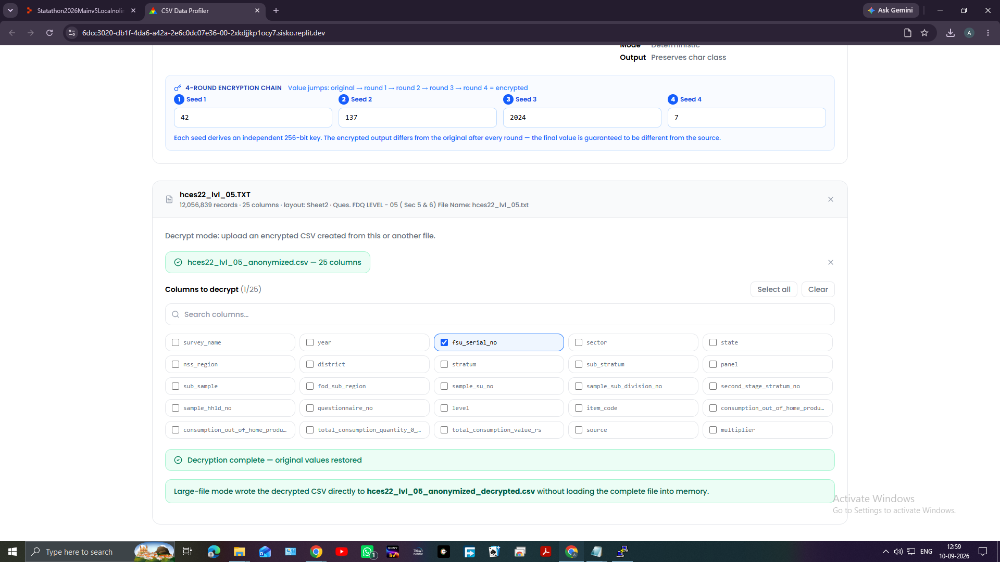 Statathon2026Mainv5Localnolin
CSV Data Profiler
Ask Gemini
6dcc3020-db1f-4da6-a42a-2e6c0dc07e36-00-2xkdjjkp1ocy7.sisko.replit.dev
A
Mode Deterministic
Output Preserves char class
4-ROUND ENCRYPTION CHAIN Value jumps: original → round 1 → round 2 → round 3 → round 4 = encrypted
1 Seed 1 2 Seed 2 3 Seed 3 4 Seed 4
42 137 2024 7
Each seed derives an independent 256-bit key. The encrypted output differs from the original after every round — the final value is guaranteed to be different from the source.
hces22_lvl_05.TXT
12,056,839 records · 25 columns · layout: Sheet2 · Ques. FDQ LEVEL - 05 ( Sec 5 & 6) File Name: hces22_lvl_05.txt
Decrypt mode: upload an encrypted CSV created from this or another file.
hces22_lvl_05_anonymized.csv — 25 columns
Columns to decrypt (1/25) Select all Clear
Search columns...
survey_name year fsu_serial_no sector state
nss_region district stratum sub_stratum panel
sub_sample fod_sub_region sample_su_no sample_sub_division_no second_stage_stratum_no
sample_hhld_no questionnaire_no level item_code consumption_out_of_home_produ…
consumption_out_of_home_produ… total_consumption_quantity_0_… total_consumption_value_rs source multiplier
Decryption complete — original values restored
Large-file mode wrote the decrypted CSV directly to hces22_lvl_05_anonymized_decrypted.csv without loading the complete file into memory.
Activate Windows
Go to Settings to activate Windows.
Type here to search
1
SONY
liv
ENG
12:59
10-09-2026